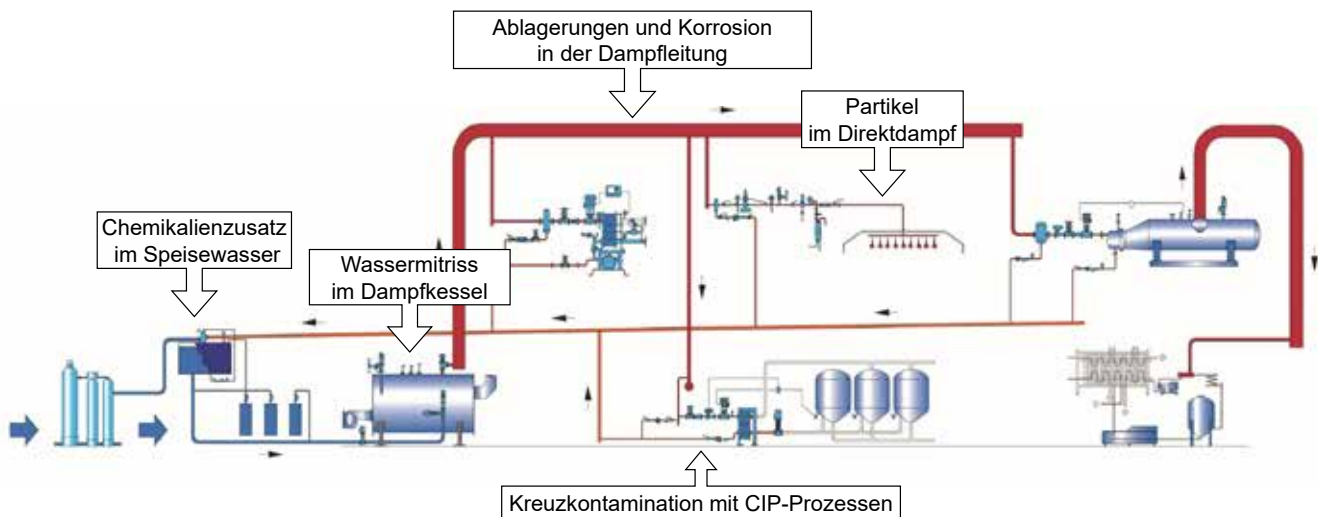 Ablagerungen und Korrosion
in der Dampfleitung
Partikel
im Direktdampf
Chemikalienzusatz
im Speisewasser
Wassermitriss
im Dampfkessel
Kreuzkontamination mit CIP-Prozessen